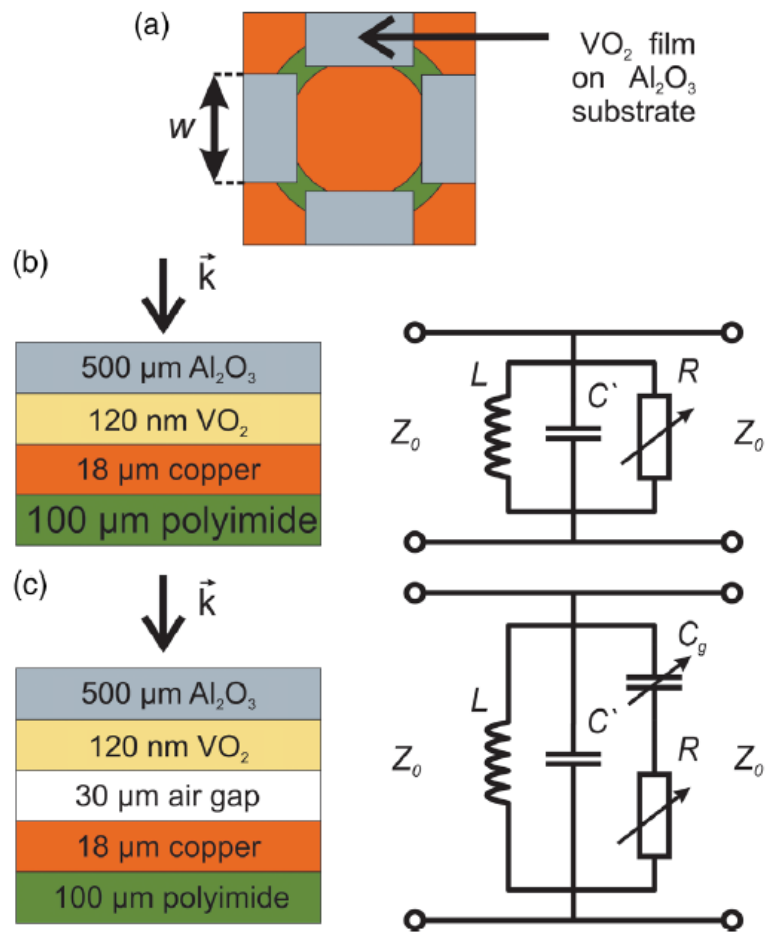 (a)
VO₂ film
on Al₂O₃
substrate
w
(b)
k⃗
500 μm Al₂O₃
120 nm VO₂
18 μm copper
100 μm polyimide
L
C`
R
Z₀
Z₀
(c)
k⃗
500 μm Al₂O₃
120 nm VO₂
30 μm air gap
18 μm copper
100 μm polyimide
C_g
L
C`
R
Z₀
Z₀